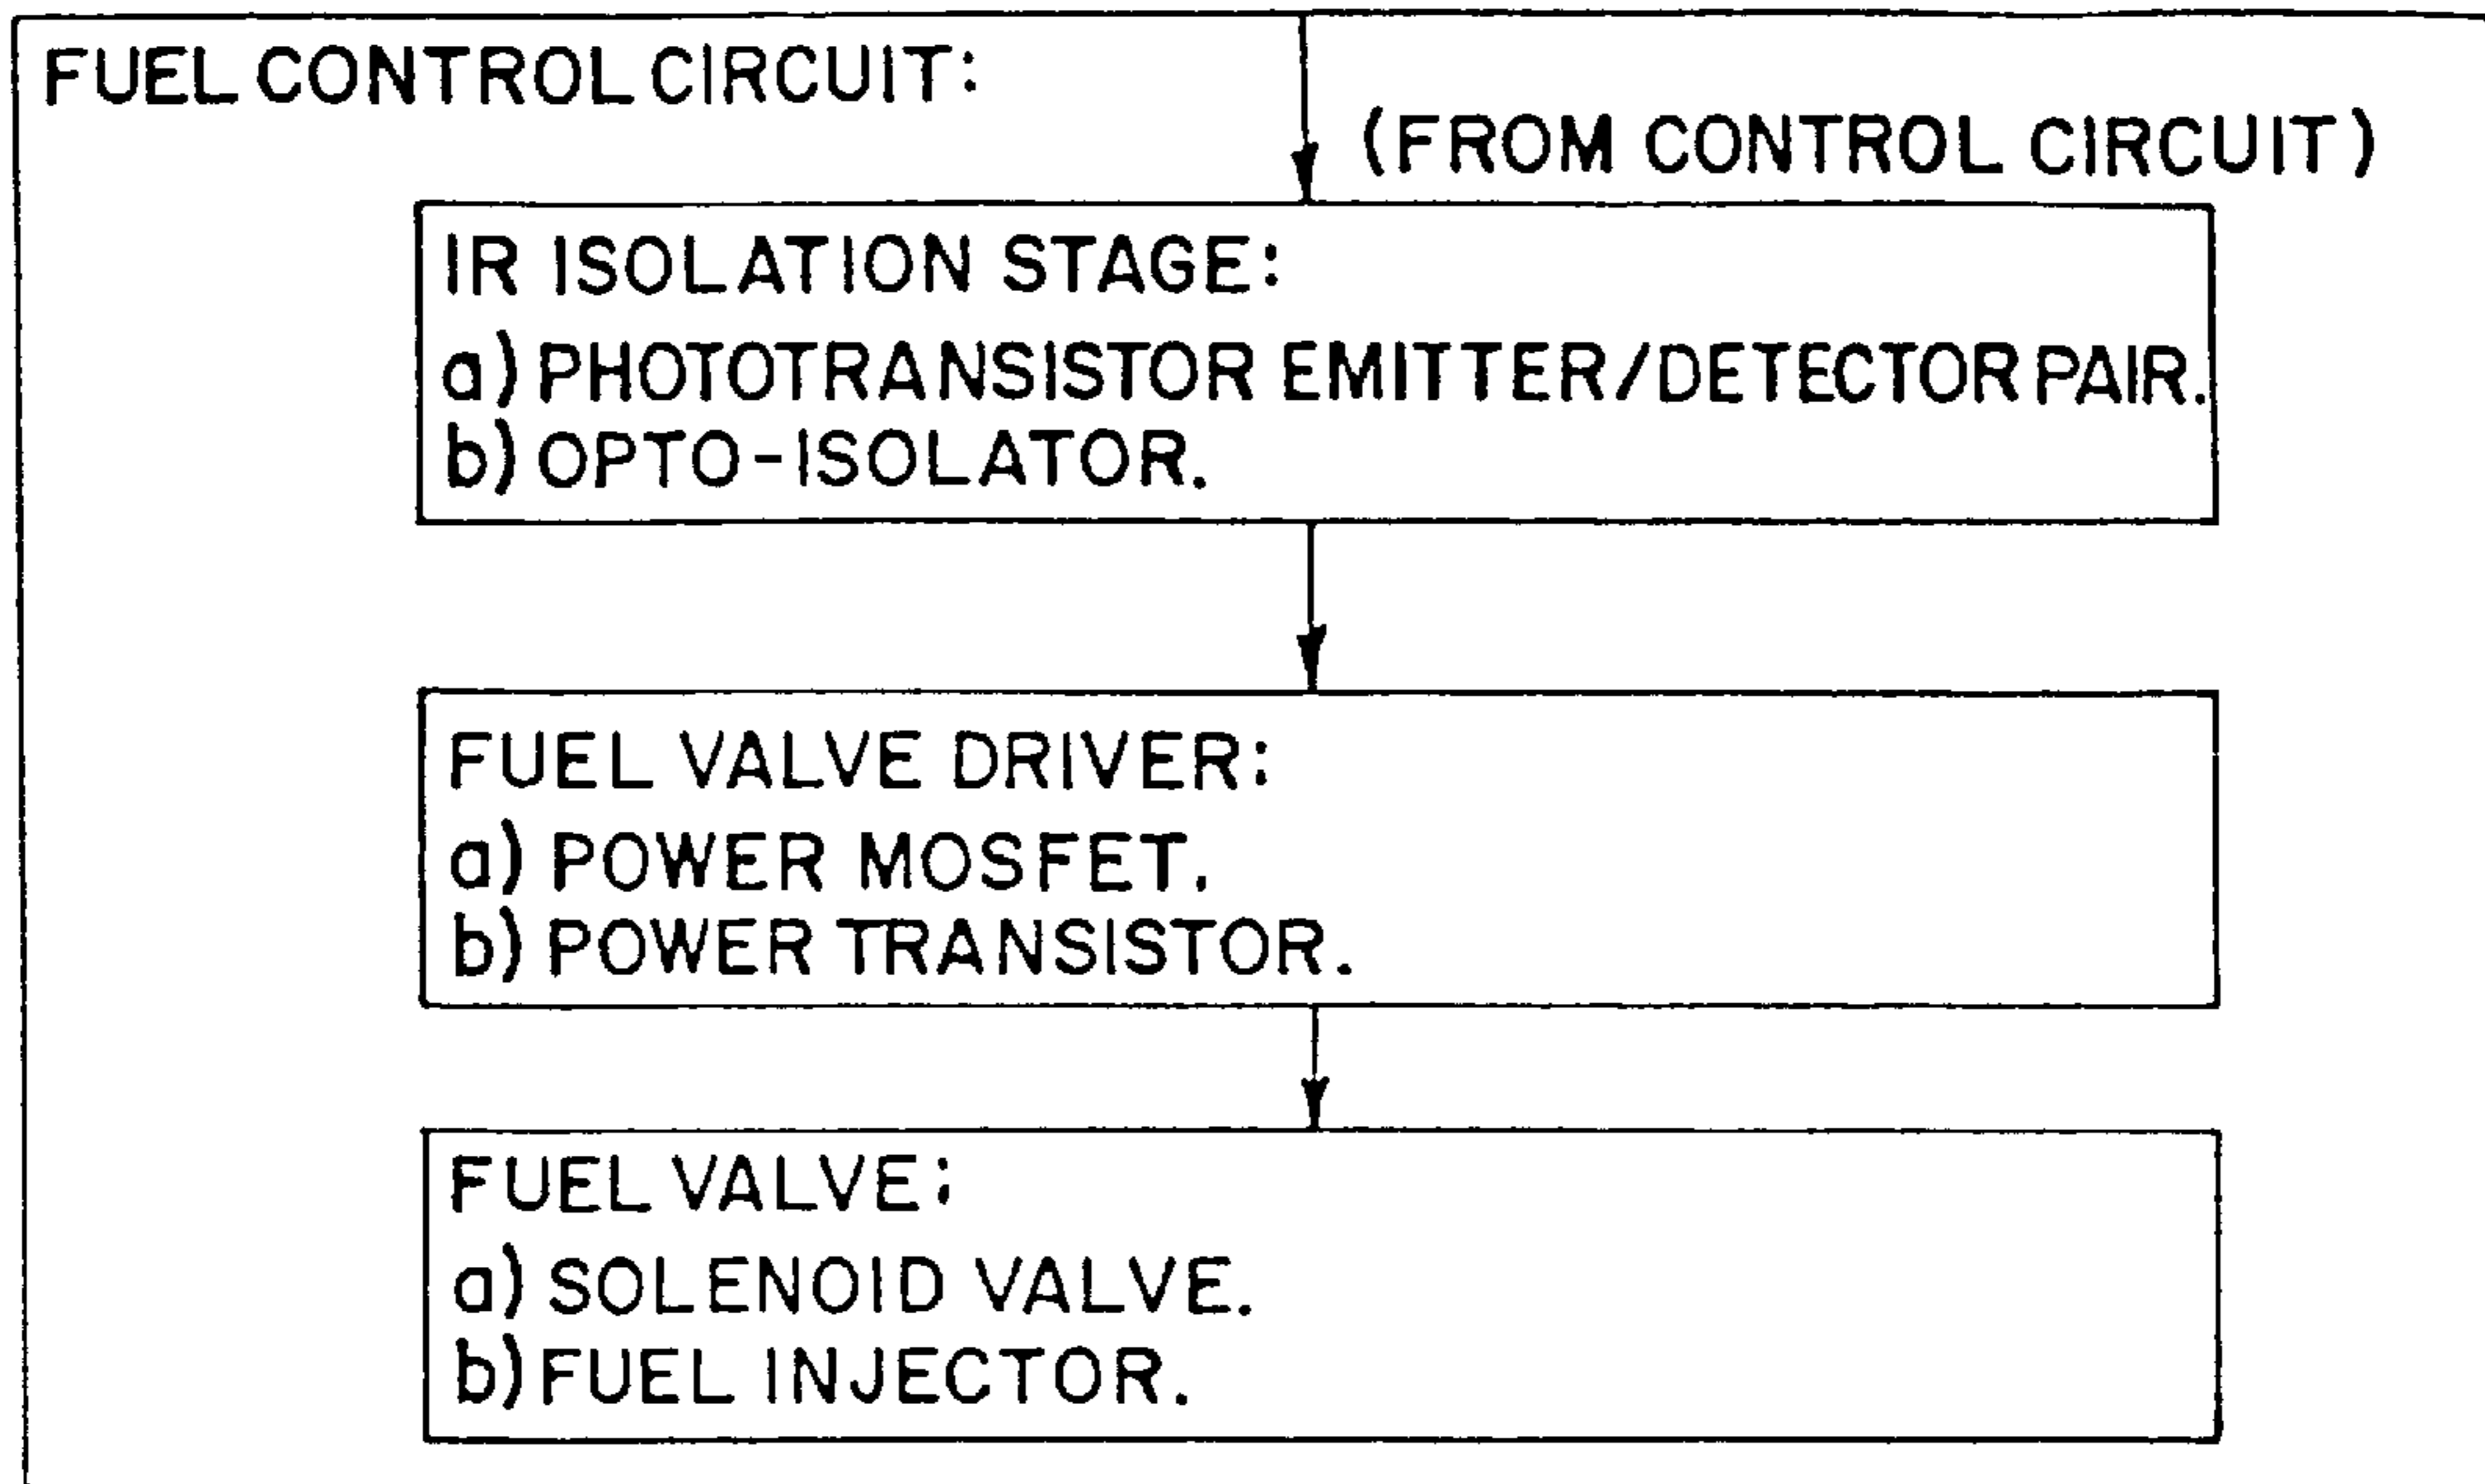 FUEL CONTROL CIRCUIT:
(FROM CONTROL CIRCUIT)
IR ISOLATION STAGE:
a) PHOTOTRANSISTOR EMITTER/DETECTOR PAIR.
b) OPTO-ISOLATOR.
FUEL VALVE DRIVER:
a) POWER MOSFET.
b) POWER TRANSISTOR.
FUEL VALVE:
a) SOLENOID VALVE.
b) FUEL INJECTOR.